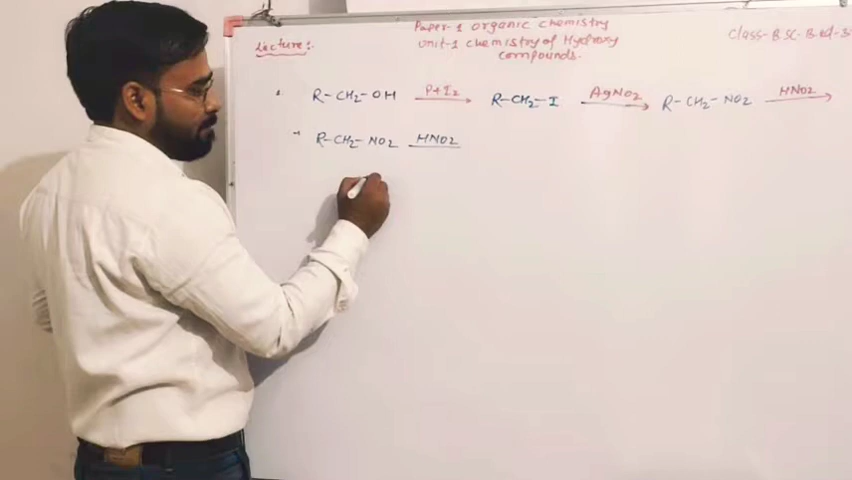 Paper-1 organic chemistry
Unit-1 chemistry of Hydroxy
compounds.
Class-BSC-B.ed-3
Lecture:-
R-CH2-OH P+I2 R-CH2-I AgNO2 R-CH2-NO2 HNO2
R-CH2-NO2 HNO2